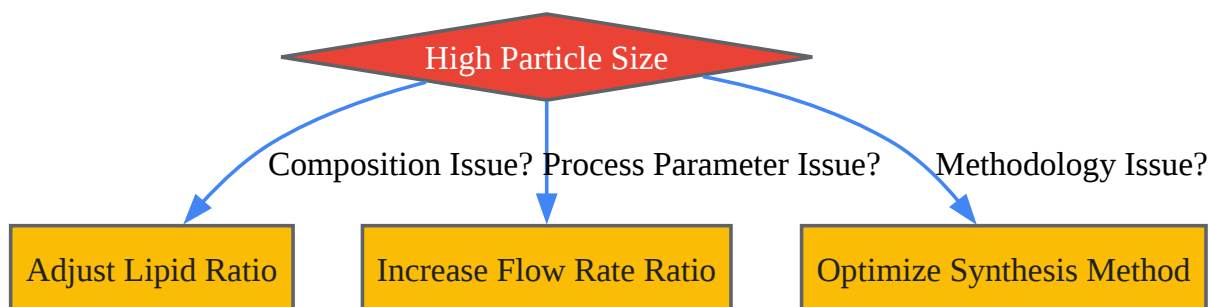 High Particle Size
Composition Issue?
Process Parameter Issue?
Methodology Issue?
Adjust Lipid Ratio
Increase Flow Rate Ratio
Optimize Synthesis Method